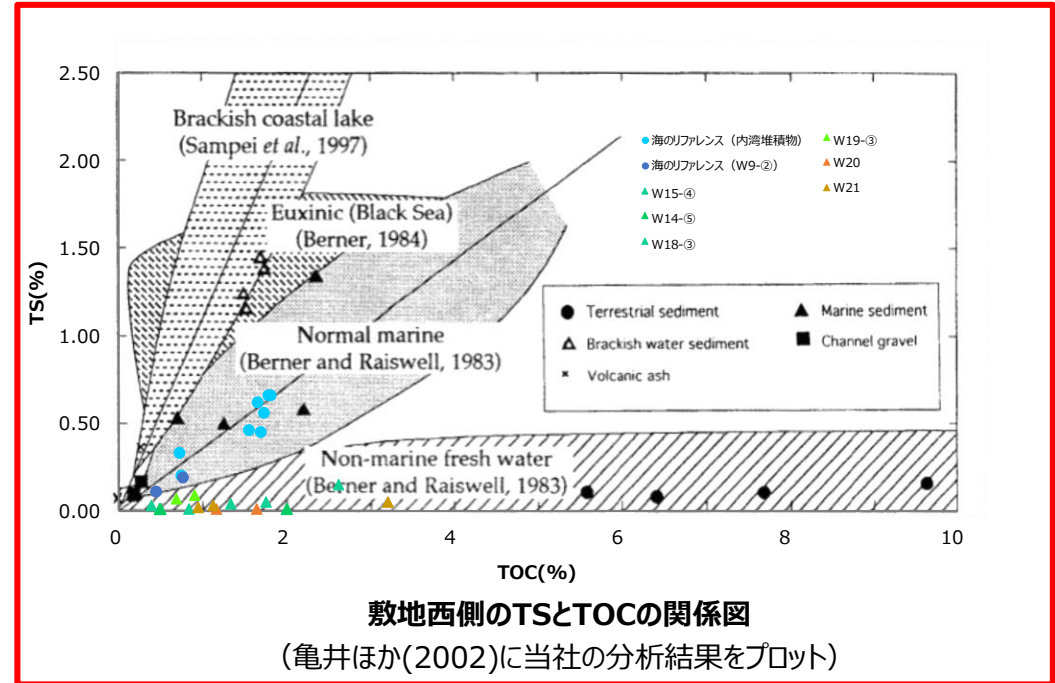 2.50
2.00
1.50
1.00
0.50
0.00
TS(%)
Brackish coastal lake
(Sampei et al., 1997)
Euxinic (Black Sea)
(Berner, 1984)
Normal marine
(Berner and Raiswell, 1983)
Non-marine fresh water
(Berner and Raiswell, 1983)
海のリファレンス（内湾堆積物）
海のリファレンス（W9-②）
W15-④
W14-⑤
W18-③
W19-③
W20
W21
Terrestrial sediment
Marine sediment
Brackish water sediment
Channel gravel
Volcanic ash
0
2
4
6
8
10
TOC(%)
敷地西側のTSとTOCの関係図
（亀井ほか(2002)に当社の分析結果をプロット）